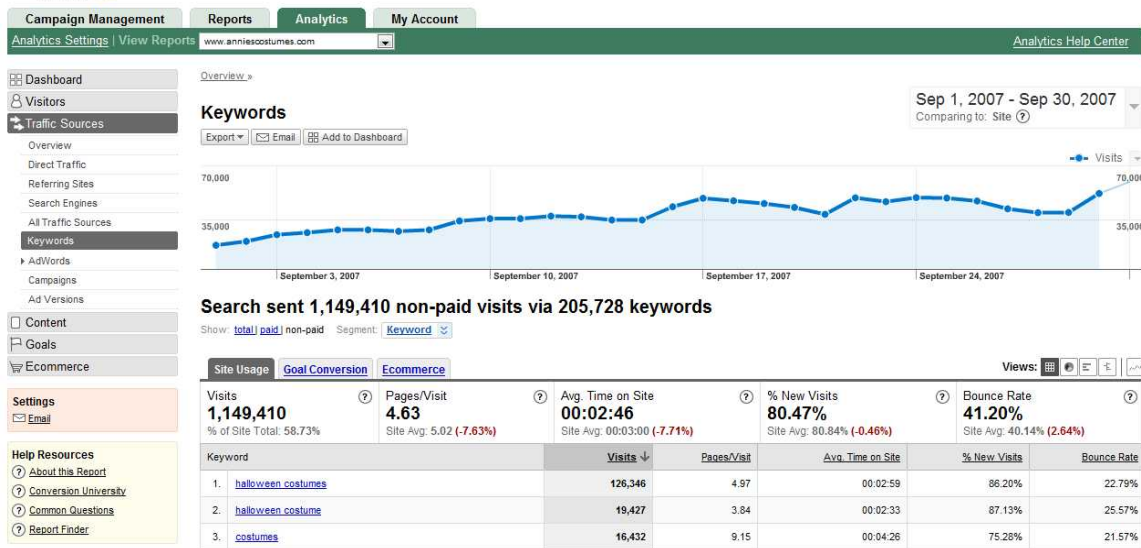 Campaign Management Reports Analytics My Account
Analytics Settings | View Reports www.anniescostumes.com Analytics Help Center
Dashboard
Visitors
Traffic Sources
Overview
Direct Traffic
Referring Sites
Search Engines
All Traffic Sources
Keywords
AdWords
Campaigns
Ad Versions
Content
Goals
Ecommerce
Settings
Email
Help Resources
About this Report
Conversion University
Common Questions
Report Finder
Overview »
Keywords
Export Email Add to Dashboard
Sep 1, 2007 - Sep 30, 2007
Comparing to: Site ?
Visits
70,000 70,000
35,000 35,000
September 3, 2007 September 10, 2007 September 17, 2007 September 24, 2007
Search sent 1,149,410 non-paid visits via 205,728 keywords
Show: total | paid | non-paid Segment: Keyword
Site Usage Goal Conversion Ecommerce Views:
Visits ? Pages/Visit ? Avg. Time on Site ? % New Visits ? Bounce Rate ?
1,149,410 4.63 00:02:46 80.47% 41.20%
% of Site Total: 58.73% Site Avg: 5.02 (-7.63%) Site Avg: 00:03:00 (-7.71%) Site Avg: 80.84% (-0.46%) Site Avg: 40.14% (2.64%)
Keyword Visits Pages/Visit Avg. Time on Site % New Visits Bounce Rate
1. halloween costumes 126,346 4.97 00:02:59 86.20% 22.79%
2. halloween costume 19,427 3.84 00:02:33 87.13% 25.57%
3. costumes 16,432 9.15 00:04:26 75.28% 21.57%